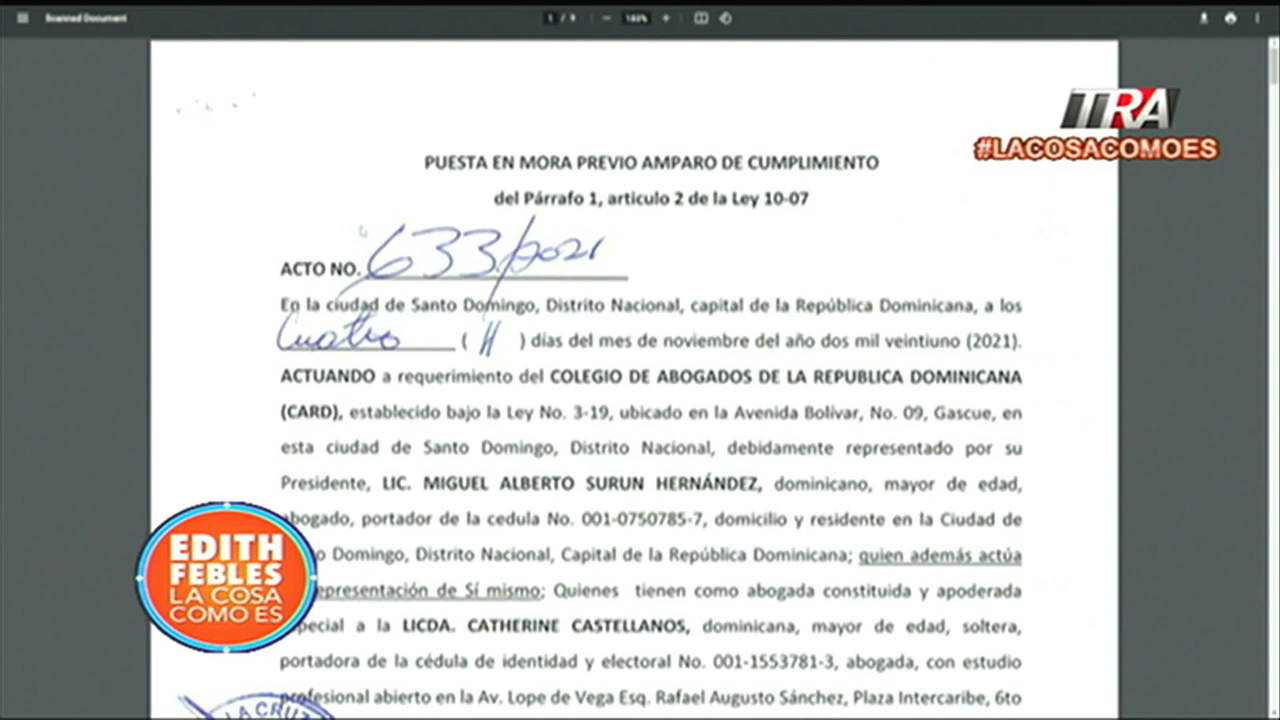 Scanned Document
1 / 9
TRA
#LACOSACOMOES
PUESTA EN MORA PREVIO AMPARO DE CUMPLIMIENTO
del Párrafo 1, articulo 2 de la Ley 10-07
ACTO NO. 633/2021
En la ciudad de Santo Domingo, Distrito Nacional, capital de la República Dominicana, a los
Cuatro ( ) días del mes de noviembre del año dos mil veintiuno (2021).
ACTUANDO a requerimiento del COLEGIO DE ABOGADOS DE LA REPUBLICA DOMINICANA
(CARD), establecido bajo la Ley No. 3-19, ubicado en la Avenida Bolívar, No. 09, Gascue, en
esta ciudad de Santo Domingo, Distrito Nacional, debidamente representado por su
Presidente, LIC. MIGUEL ALBERTO SURUN HERNÁNDEZ, dominicano, mayor de edad,
abogado, portador de la cedula No. 001-0750785-7, domicilio y residente en la Ciudad de
o Domingo, Distrito Nacional, Capital de la República Dominicana; quien además actúa
epresentación de Sí mismo; Quienes tienen como abogada constituida y apoderada
pecial a la LICDA. CATHERINE CASTELLANOS, dominicana, mayor de edad, soltera,
portadora de la cédula de identidad y electoral No. 001-1553781-3, abogada, con estudio
profesional abierto en la Av. Lope de Vega Esq. Rafael Augusto Sánchez, Plaza Intercaribe, 6to
EDITH
FEBLES
LA COSA
COMO ES
LA CRUZ